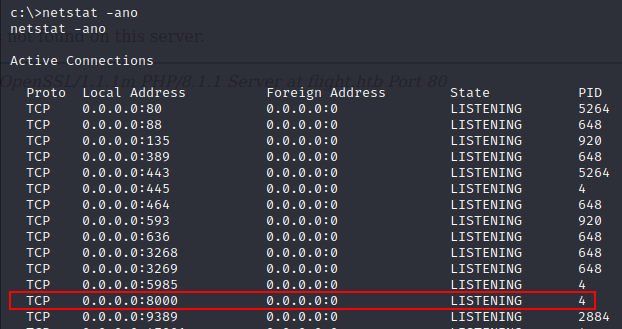 c:\>netstat -ano
netstat -ano
not found on this server.
Active Connections
OpenSSL/1.1.1m PHP/8.1.1 Server at flight.htb Port 80
Proto Local Address Foreign Address State PID
TCP 0.0.0.0:80 0.0.0.0:0 LISTENING 5264
TCP 0.0.0.0:88 0.0.0.0:0 LISTENING 648
TCP 0.0.0.0:135 0.0.0.0:0 LISTENING 920
TCP 0.0.0.0:389 0.0.0.0:0 LISTENING 648
TCP 0.0.0.0:443 0.0.0.0:0 LISTENING 5264
TCP 0.0.0.0:445 0.0.0.0:0 LISTENING 4
TCP 0.0.0.0:464 0.0.0.0:0 LISTENING 648
TCP 0.0.0.0:593 0.0.0.0:0 LISTENING 920
TCP 0.0.0.0:636 0.0.0.0:0 LISTENING 648
TCP 0.0.0.0:3268 0.0.0.0:0 LISTENING 648
TCP 0.0.0.0:3269 0.0.0.0:0 LISTENING 648
TCP 0.0.0.0:5985 0.0.0.0:0 LISTENING 4
TCP 0.0.0.0:8000 0.0.0.0:0 LISTENING 4
TCP 0.0.0.0:9389 0.0.0.0:0 LISTENING 2884